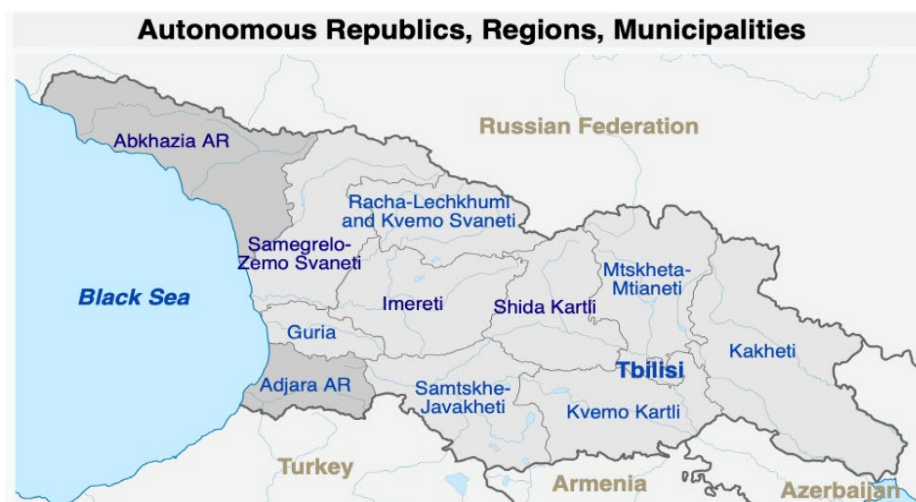 Autonomous Republics, Regions, Municipalities
Russian Federation
Abkhazia AR
Racha-Lechkhumi
and Kvemo Svaneti
Samegrelo-
Zemo Svaneti
Mtskheta-
Mtianeti
Black Sea
Imereti
Shida Kartli
Guria
Kakheti
Tbilisi
Adjara AR
Samtskhe-
Javakheti
Kvemo Kartli
Turkey
Armenia
Azerbaijan